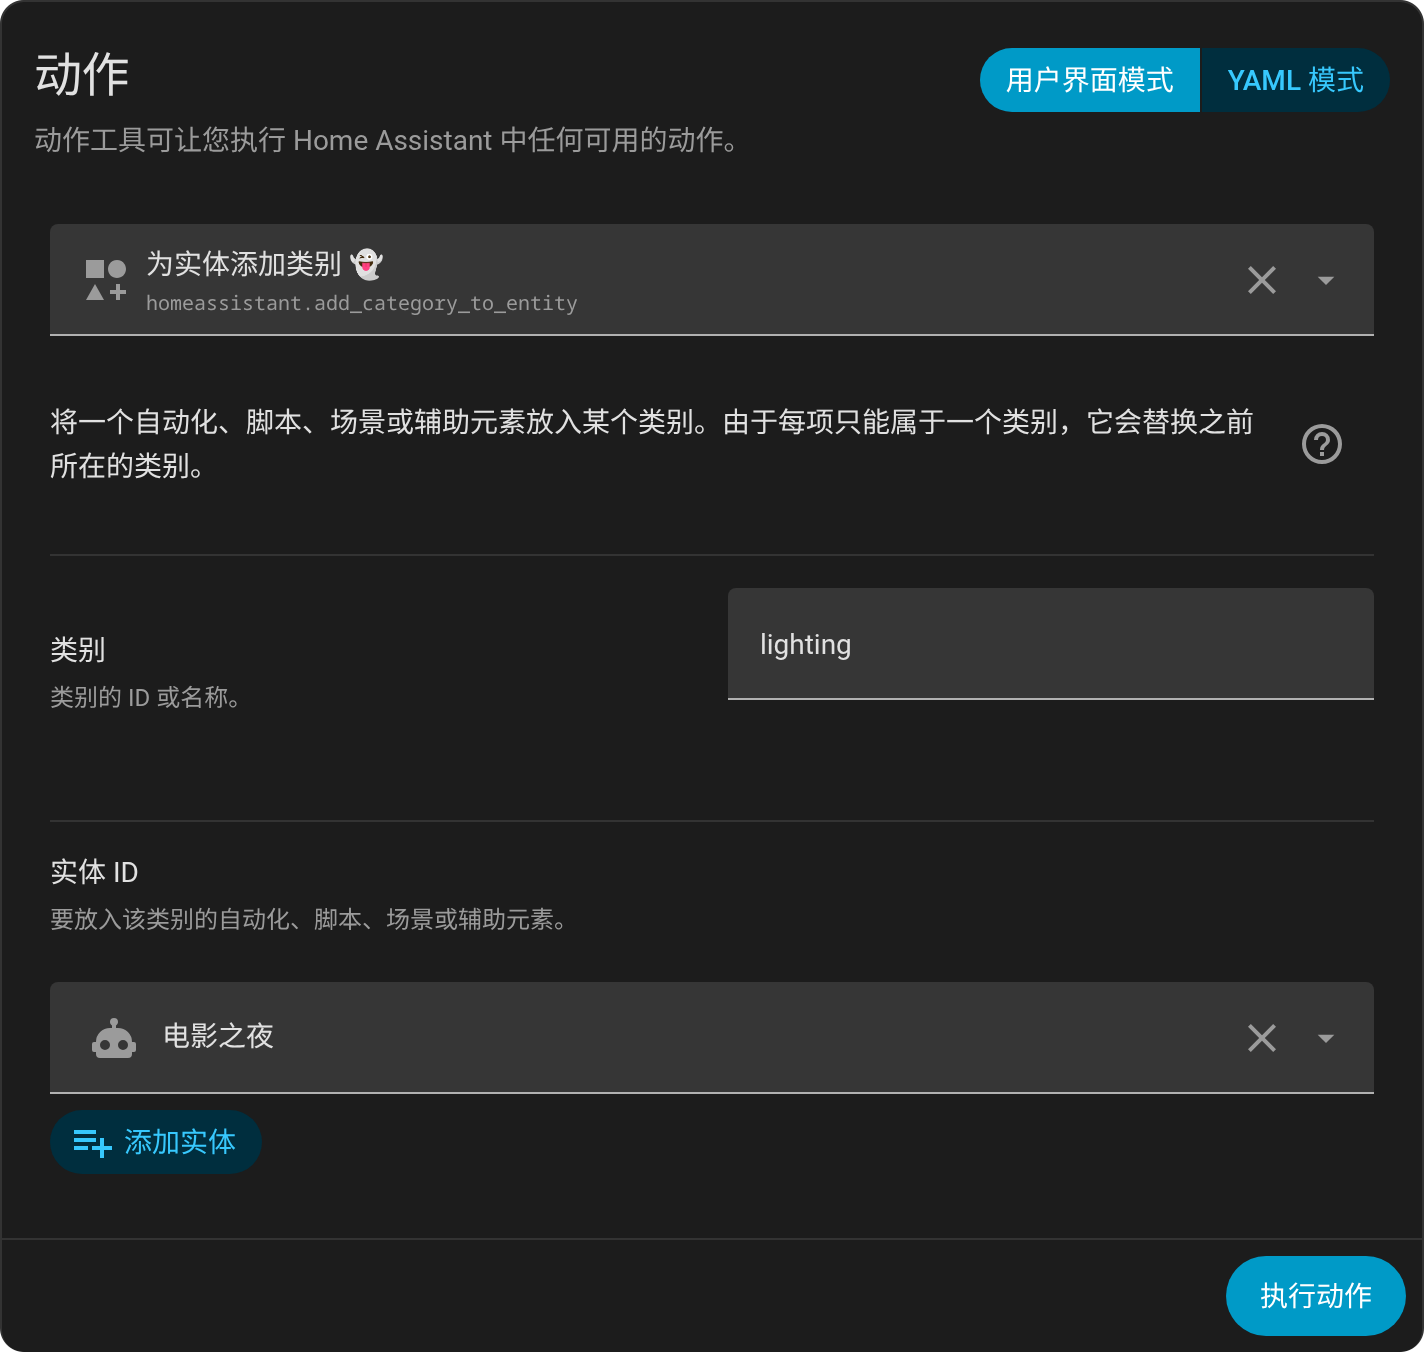 动作
用户界面模式
YAML 模式
动作工具可让您执行 Home Assistant 中任何可用的动作。
为实体添加类别 👻
homeassistant.add_category_to_entity
将一个自动化、脚本、场景或辅助元素放入某个类别。由于每项只能属于一个类别，它会替换之前
所在的类别。
类别
类别的 ID 或名称。
lighting
实体 ID
要放入该类别的自动化、脚本、场景或辅助元素。
电影之夜
添加实体
执行动作